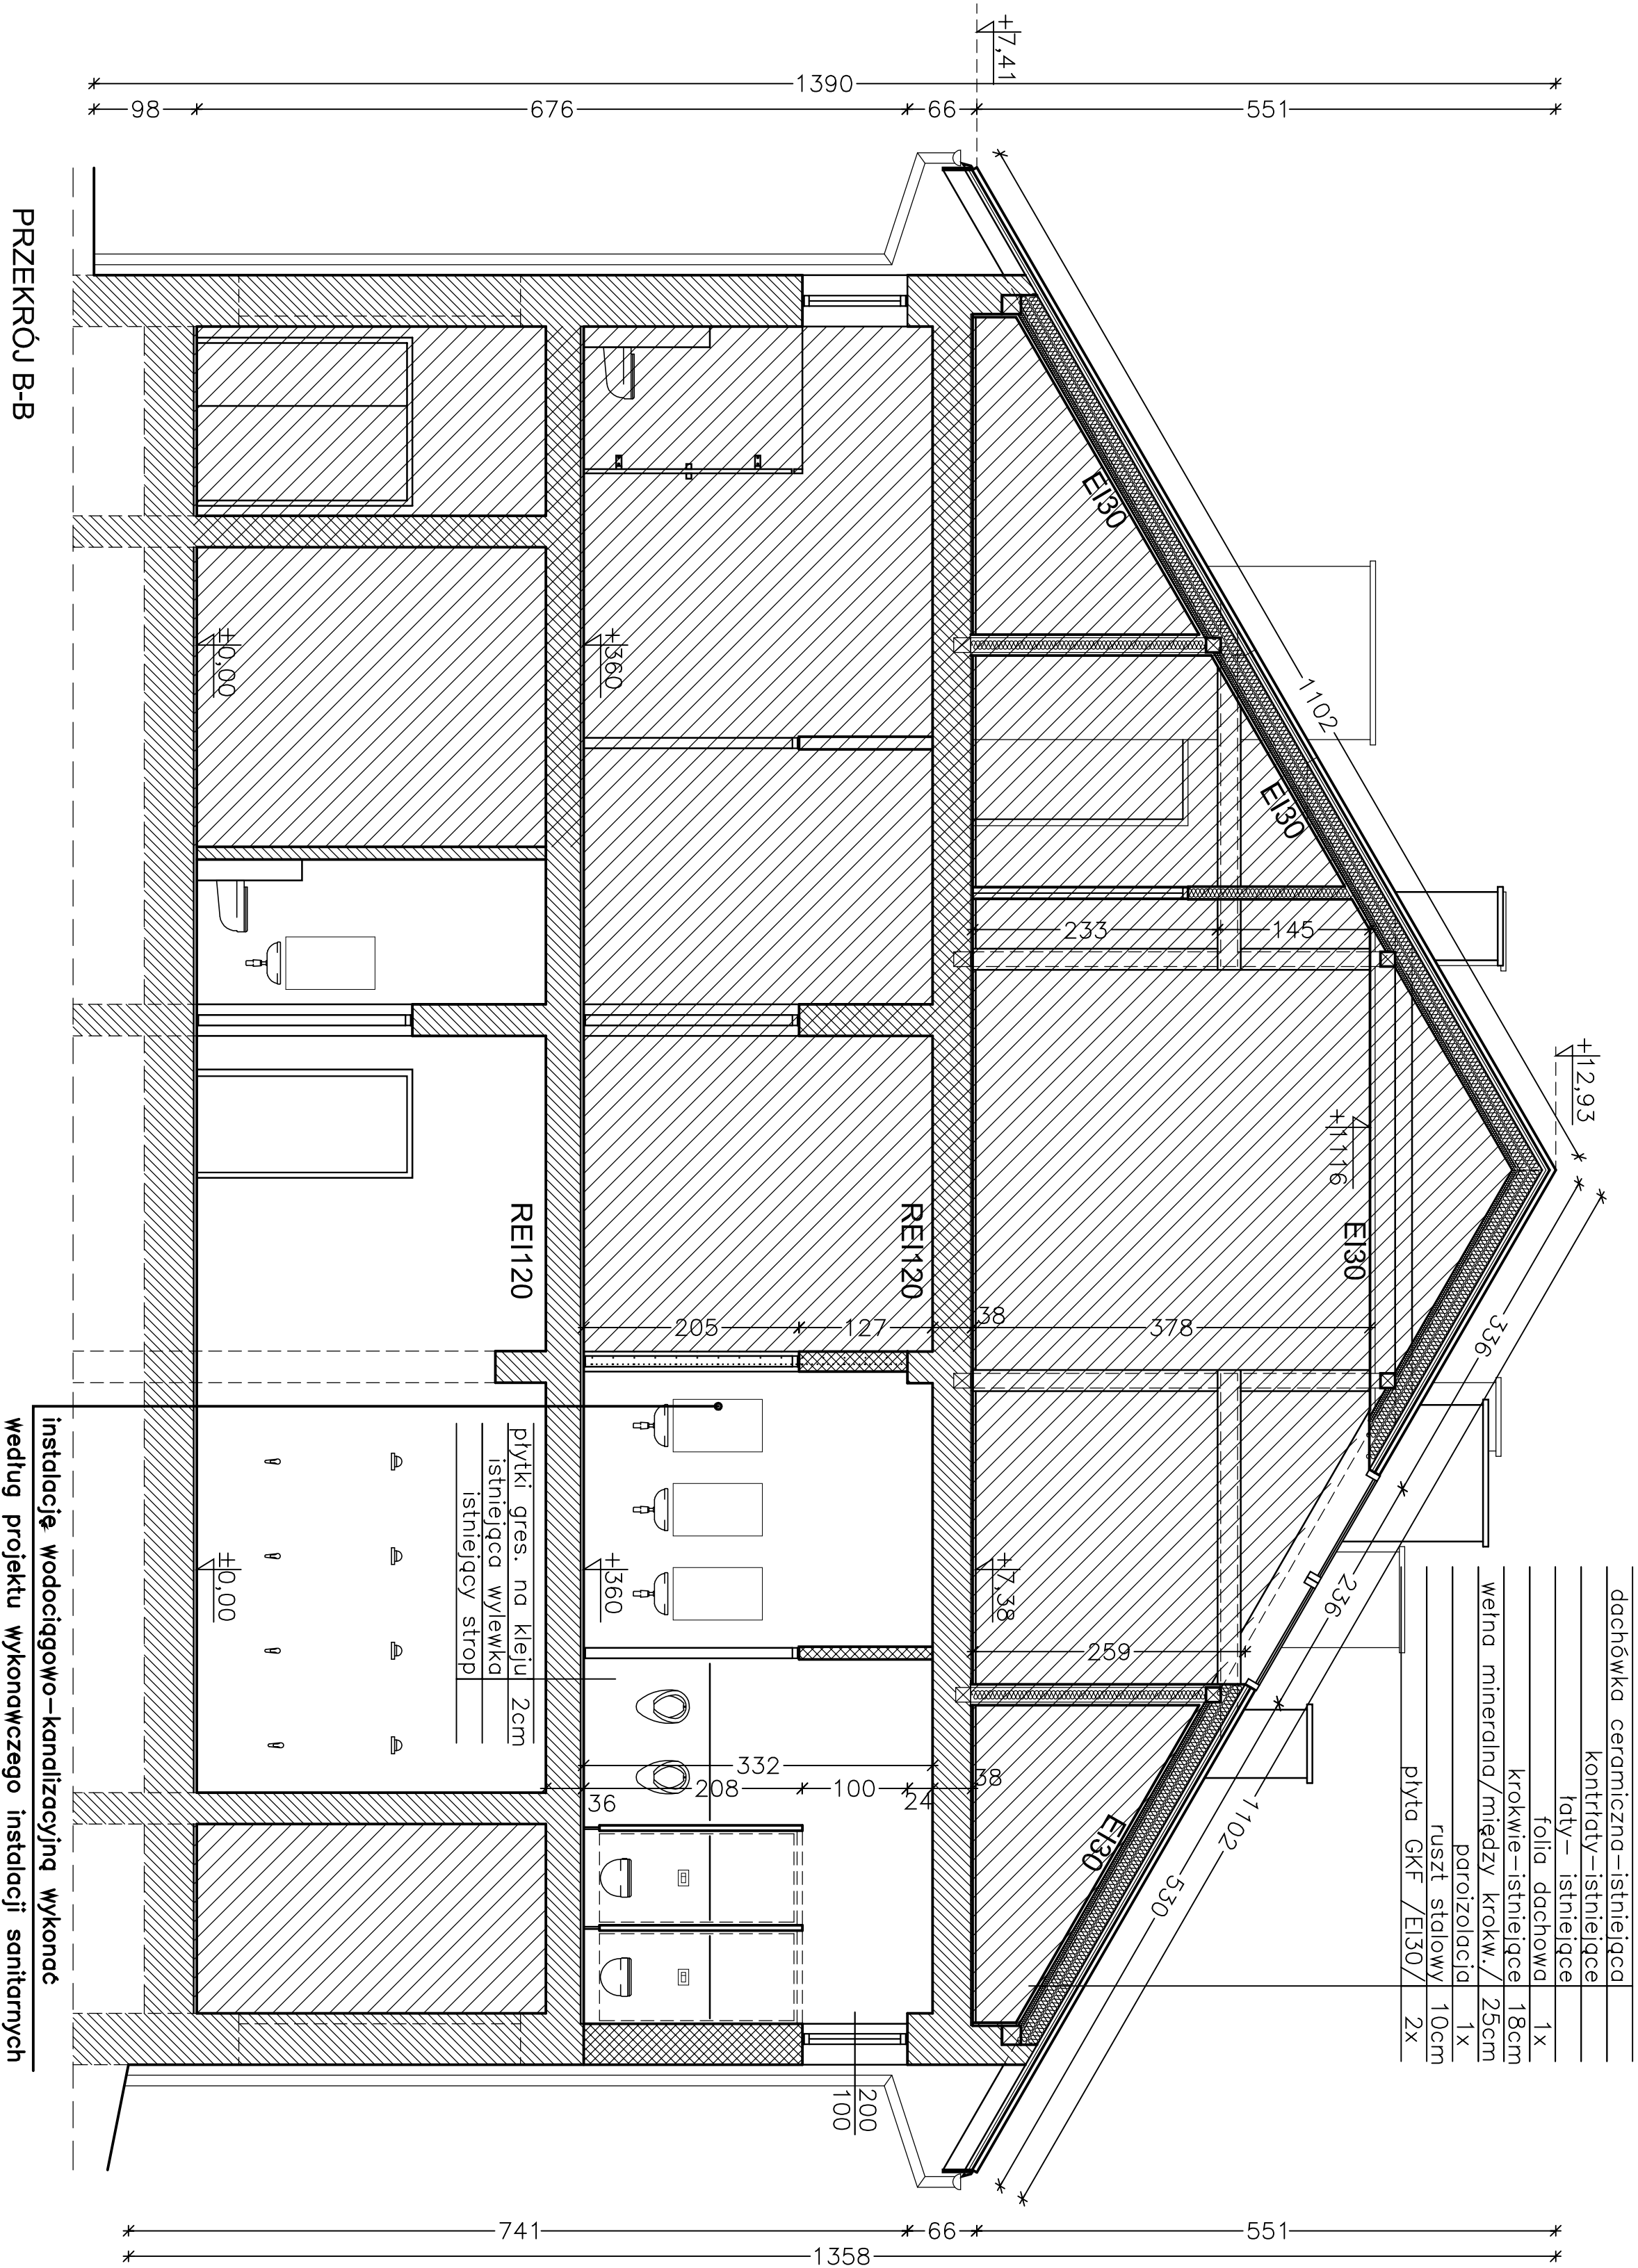 dachówka ceramiczna-istniejąca
kontrłaty-istniejące
łaty- istniejące
folia dachowa 1x
krokwie-istniejące 18cm
wełna mineralna/między krokw./ 25cm
paroizolacja 1x
ruszt stalowy 10cm
płyta GKF /EI30/ 2x
+12,93
1102
336
236
1102
530
EI30
EI30
EI30
EI30
+1116
145
233
378
259
+7,41
+7,38
38
38
REI120
127
205
24
100
208
332
36
200
100
+360
+360
płytki gres. na kleju 2cm
istniejąca wylewka
istniejący strop
REI120
±0,00
±0,00
551
66
676
98
1390
551
66
741
1358
instalację wodociągowo-kanalizacyjną wykonać
według projektu wykonawczego instalacji sanitarnych
PRZEKRÓJ B-B